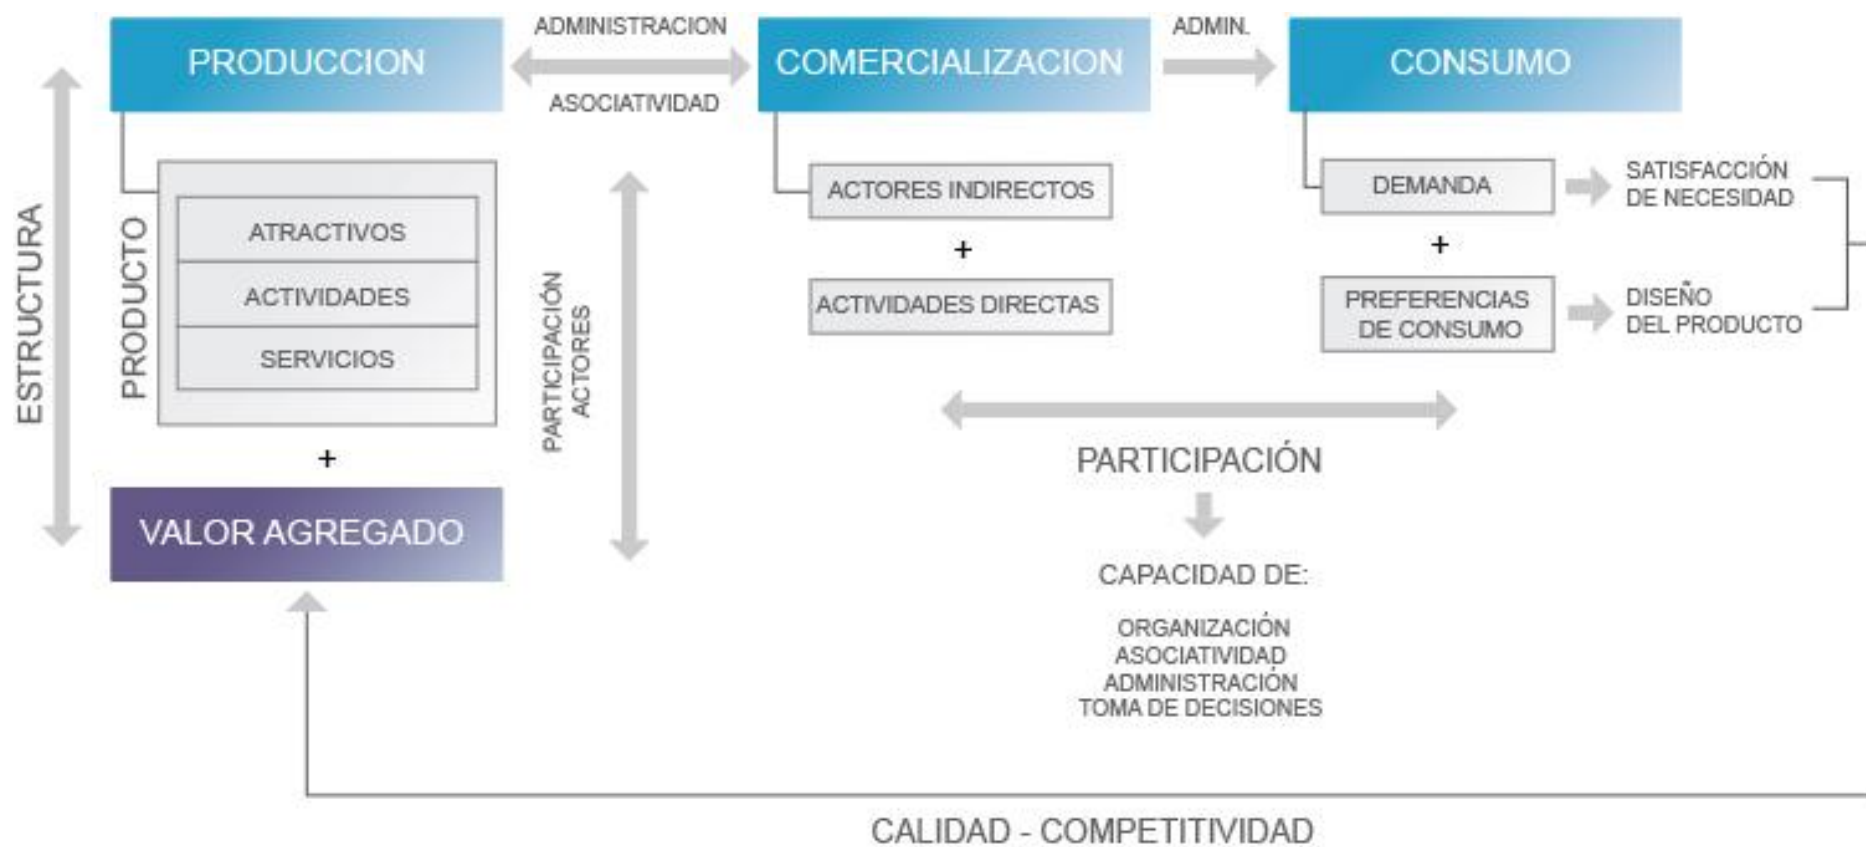 PRODUCCION
ADMINISTRACION
ASOCIATIVIDAD
COMERCIALIZACION
ADMIN.
CONSUMO
ESTRUCTURA
PRODUCTO
ATRACTIVOS
ACTIVIDADES
SERVICIOS
+
VALOR AGREGADO
PARTICIPACIÓN
ACTORES
ACTORES INDIRECTOS
+
ACTIVIDADES DIRECTAS
DEMANDA
+
PREFERENCIAS
DE CONSUMO
SATISFACCIÓN
DE NECESIDAD
DISEÑO
DEL PRODUCTO
PARTICIPACIÓN
CAPACIDAD DE:
ORGANIZACIÓN
ASOCIATIVIDAD
ADMINISTRACIÓN
TOMA DE DECISIONES
CALIDAD - COMPETITIVIDAD